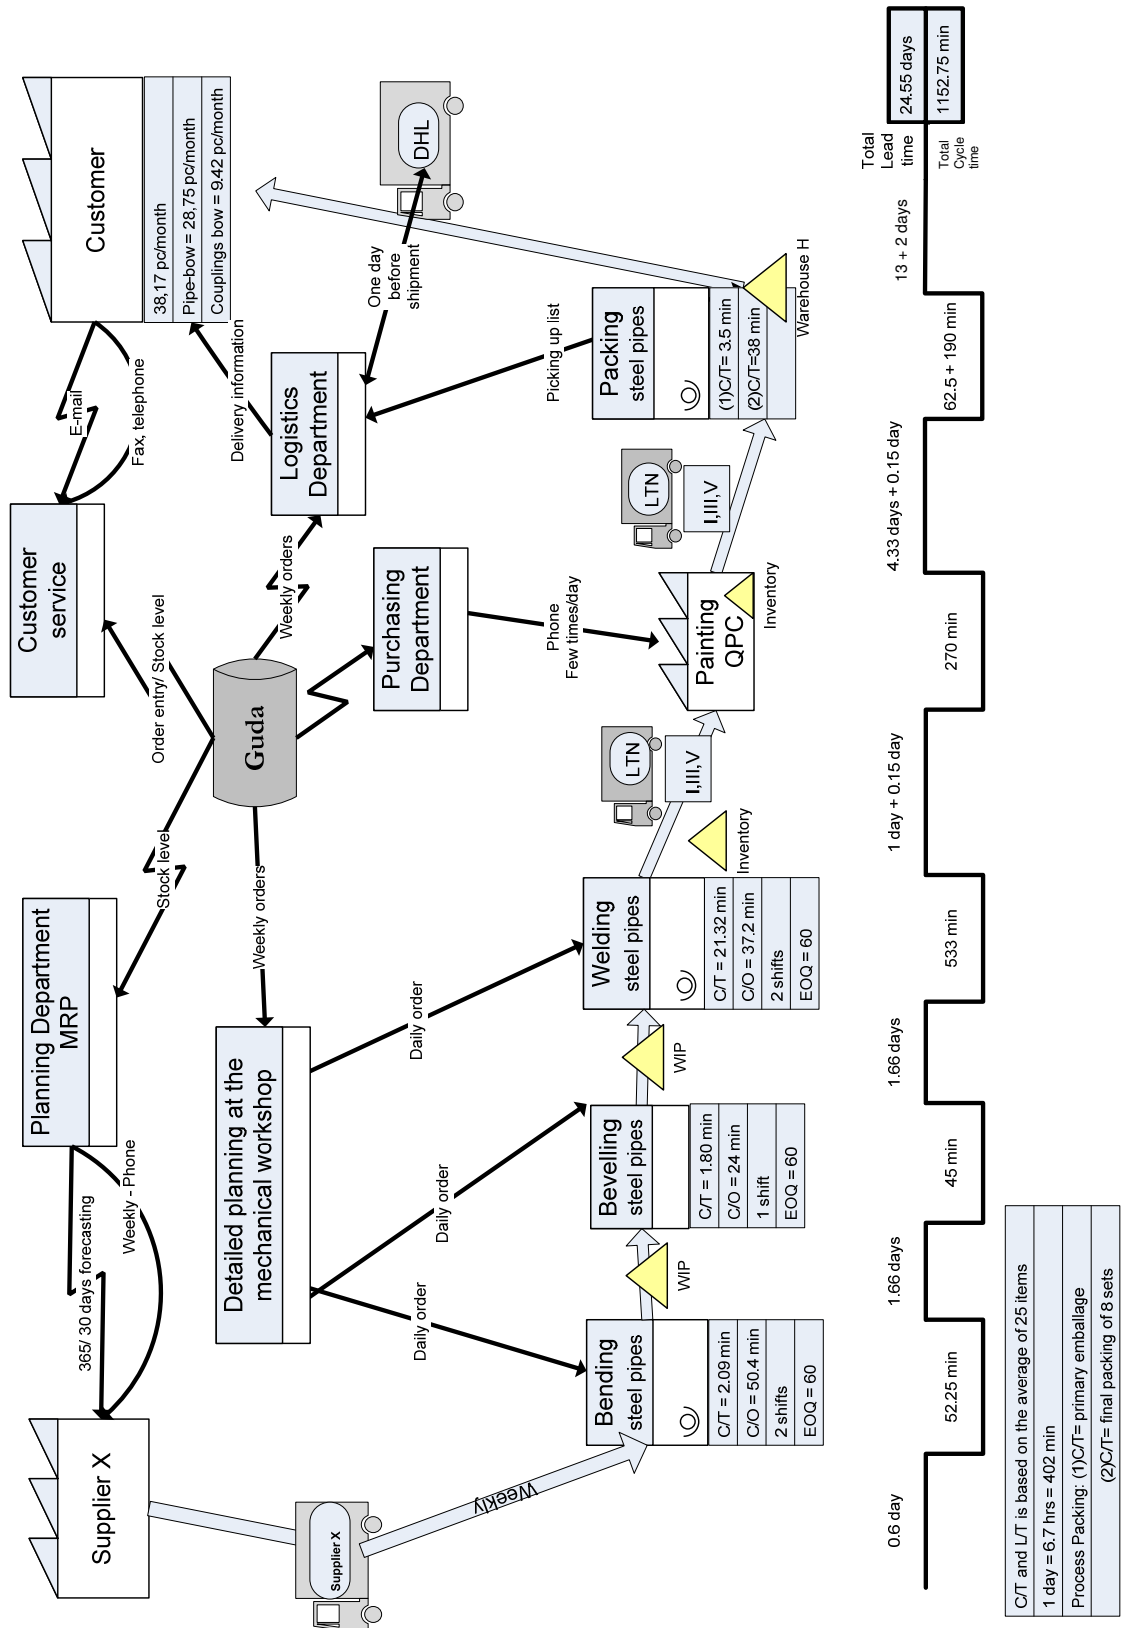 Supplier X
365/ 30 days forecasting
Weekly - Phone
Planning Department
MRP
Stock level
Order entry/ Stock level
Customer
service
E-mail
Fax, telephone
Customer
38,17 pc/month
Pipe-bow = 28,75 pc/month
Couplings bow = 9.42 pc/month
Detailed planning at the
mechanical workshop
Weekly orders
Guda
Weekly orders
Logistics
Department
Delivery information
Purchasing
Department
One day
before
shipment
DHL
Supplier X
Weekly
Daily order
Daily order
Daily order
Phone
Few times/day
Picking up list
Bending
steel pipes
C/T = 2.09 min
C/O = 50.4 min
2 shifts
EOQ = 60
WIP
Bevelling
steel pipes
C/T = 1.80 min
C/O = 24 min
1 shift
EOQ = 60
WIP
Welding
steel pipes
C/T = 21.32 min
C/O = 37.2 min
2 shifts
EOQ = 60
Inventory
LTN
I,III,V
Painting
QPC
Inventory
LTN
I,III,V
Packing
steel pipes
(1)C/T= 3.5 min
(2)C/T=38 min
Warehouse H
0.6 day
52.25 min
1.66 days
45 min
1.66 days
533 min
1 day + 0.15 day
270 min
4.33 days + 0.15 day
62.5 + 190 min
13 + 2 days
Total
Lead
time
24.55 days
Total
Cycle
time
1152.75 min
C/T and L/T is based on the average of 25 items
1 day = 6.7 hrs = 402 min
Process Packing: (1)C/T= primary emballage
(2)C/T= final packing of 8 sets